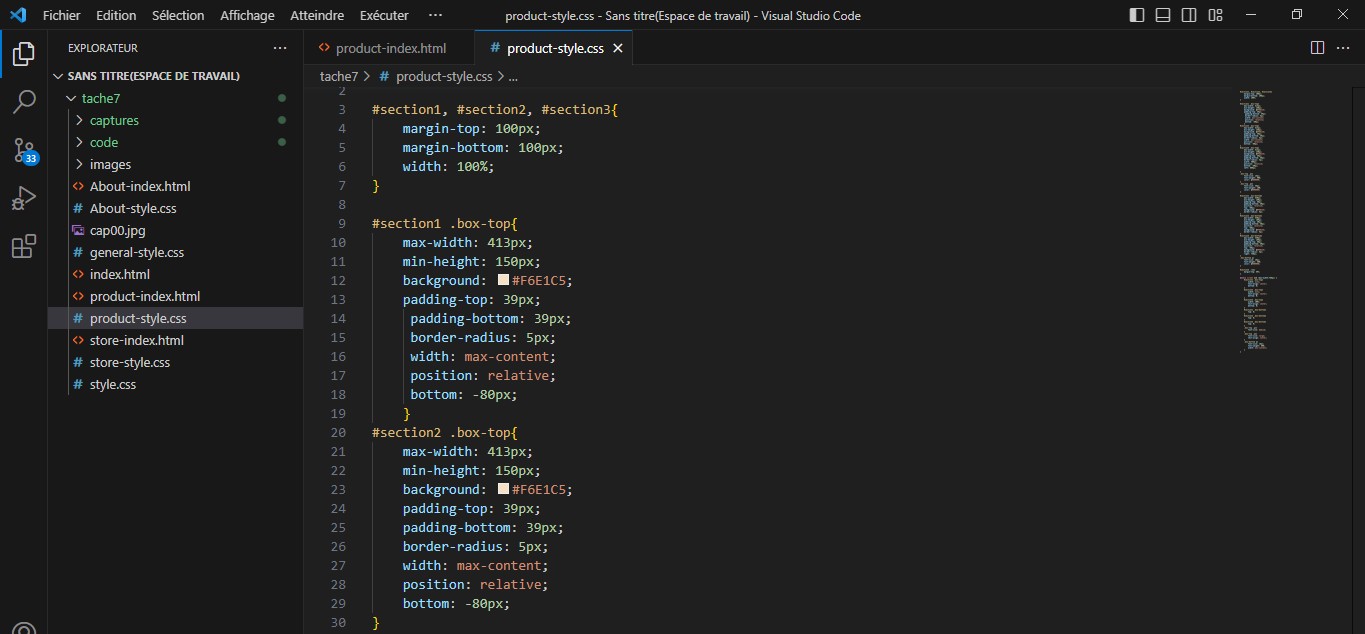 Fichier Edition Sélection Affichage Atteindre Exécuter ··· product-style.css - Sans titre(Espace de travail) - Visual Studio Code
EXPLORATEUR ···
SANS TITRE(ESPACE DE TRAVAIL)
tache7
captures
code
images
<> About-index.html
# About-style.css
cap00.jpg
# general-style.css
<> index.html
<> product-index.html
# product-style.css
<> store-index.html
# store-style.css
# style.css
33
<> product-index.html # product-style.css ×
tache7 > # product-style.css > ...
2
3 #section1, #section2, #section3{
4 margin-top: 100px;
5 margin-bottom: 100px;
6 width: 100%;
7 }
8
9 #section1 .box-top{
10 max-width: 413px;
11 min-height: 150px;
12 background: #F6E1C5;
13 padding-top: 39px;
14 padding-bottom: 39px;
15 border-radius: 5px;
16 width: max-content;
17 position: relative;
18 bottom: -80px;
19 }
20 #section2 .box-top{
21 max-width: 413px;
22 min-height: 150px;
23 background: #F6E1C5;
24 padding-top: 39px;
25 padding-bottom: 39px;
26 border-radius: 5px;
27 width: max-content;
28 position: relative;
29 bottom: -80px;
30 }